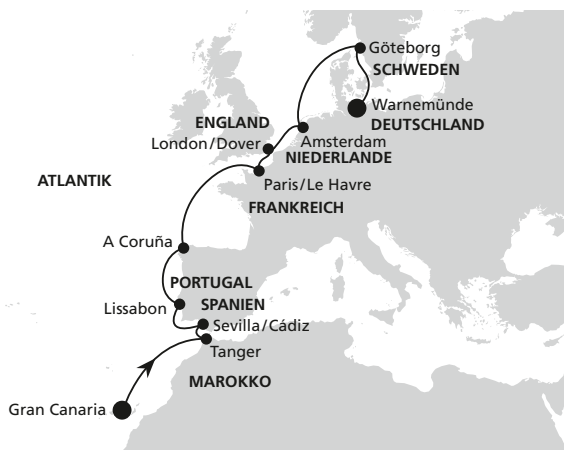 Göteborg
SCHWEDEN
Warnemünde
DEUTSCHLAND
ENGLAND
London/Dover
Amsterdam
NIEDERLANDE
ATLANTIK
Paris/Le Havre
FRANKREICH
A Coruña
PORTUGAL
Lissabon
SPANIEN
Sevilla/Cádiz
Tanger
MAROKKO
Gran Canaria